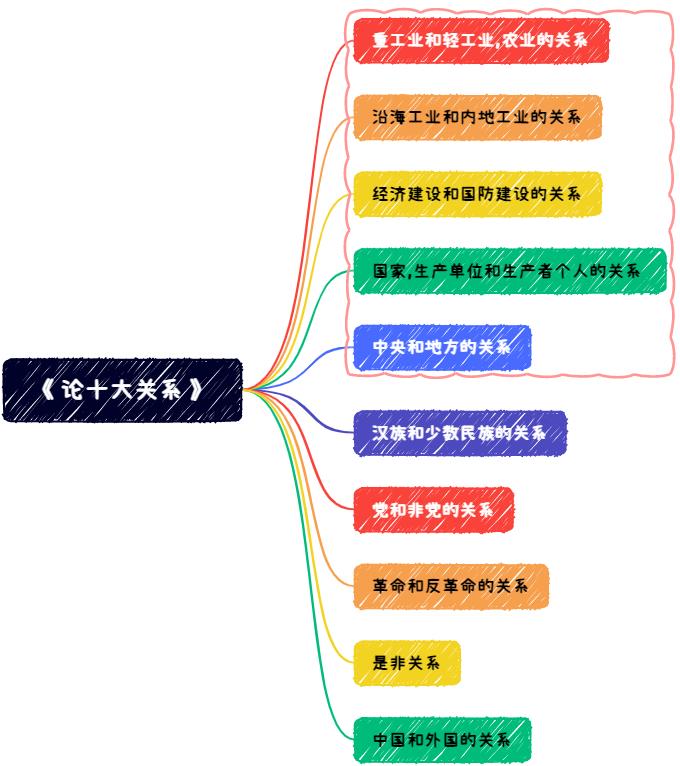 《论十大关系》
重工业和轻工业,农业的关系
沿海工业和内地工业的关系
经济建设和国防建设的关系
国家,生产单位和生产者个人的关系
中央和地方的关系
汉族和少数民族的关系
党和非党的关系
革命和反革命的关系
是非关系
中国和外国的关系